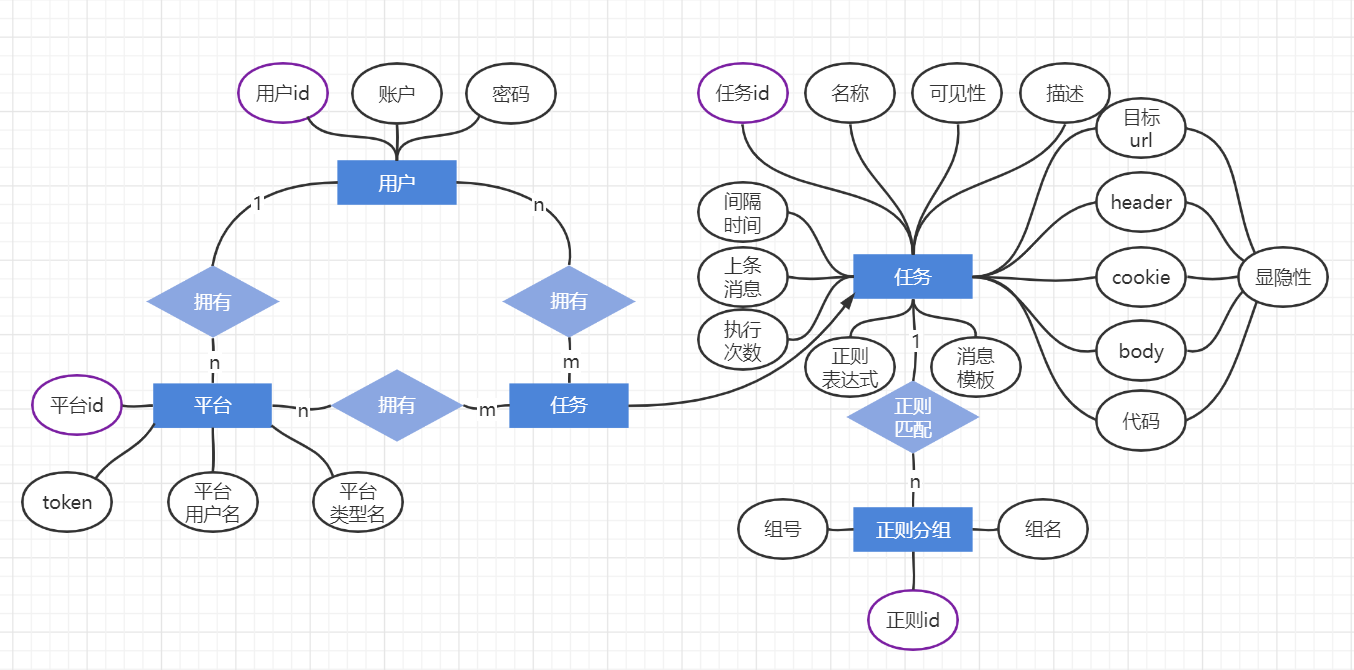 用户id
账户
密码
用户
1
n
拥有
拥有
n
m
平台id
平台
n
拥有
m
任务
token
平台
用户名
平台
类型名
任务id
名称
可见性
描述
目标
url
间隔
时间
header
上条
消息
任务
cookie
显隐性
执行
次数
1
body
正则
表达式
消息
模板
正则
匹配
代码
n
组号
正则分组
组名
正则id